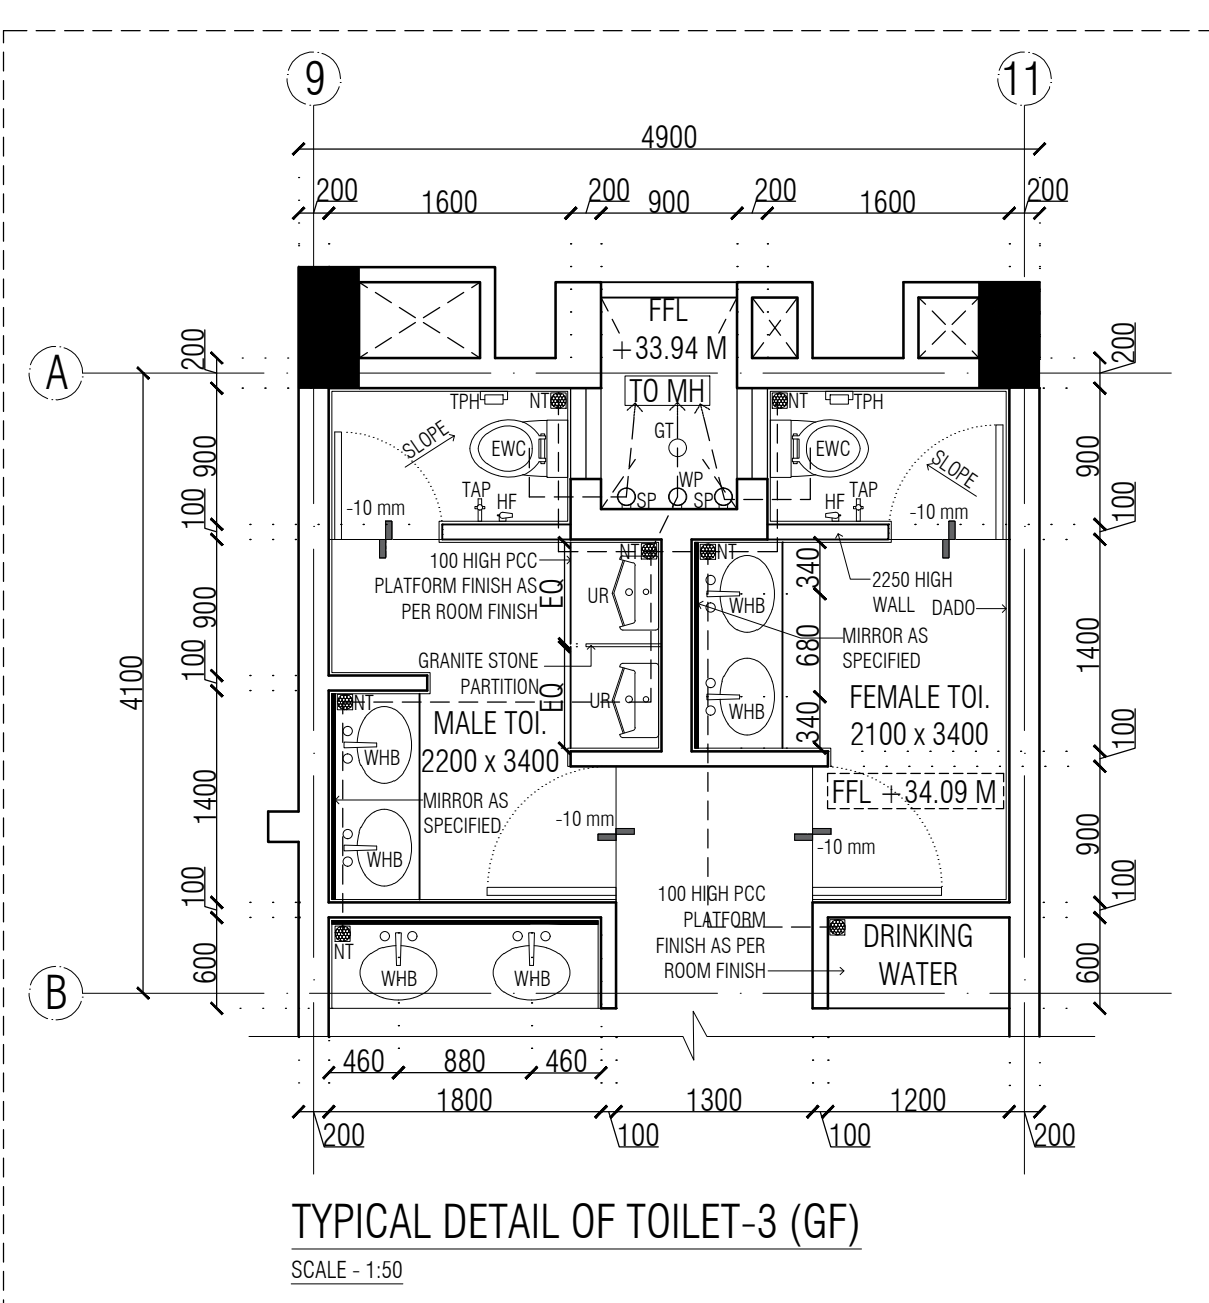 9
11
4900
200
1600
200
900
200
1600
200
FFL
+33.94 M
TO MH
A
200
200
TPH
NT
GT
NT
TPH
SLOPE
EWC
EWC
SLOPE
900
900
WP
TAP
HF
SP
SP
HF
TAP
-10 mm
-10 mm
100
100
NT
NT
100 HIGH PCC
PLATFORM FINISH AS
PER ROOM FINISH
EQ
UR
WHB
340
2250 HIGH
WALL
DADO
900
1400
MIRROR AS
SPECIFIED
680
GRANITE STONE
PARTITION
EQ
UR
WHB
340
100
4100
NT
MALE TOI.
2200 x 3400
FEMALE TOI.
2100 x 3400
100
WHB
FFL +34.09 M
MIRROR AS
SPECIFIED
-10 mm
-10 mm
1400
900
WHB
100
100
100 HIGH PCC
PLATFORM
FINISH AS PER
ROOM FINISH
DRINKING
WATER
NT
WHB
WHB
600
600
B
460
880
460
1800
1300
1200
200
100
100
200
TYPICAL DETAIL OF TOILET-3 (GF)
SCALE - 1:50